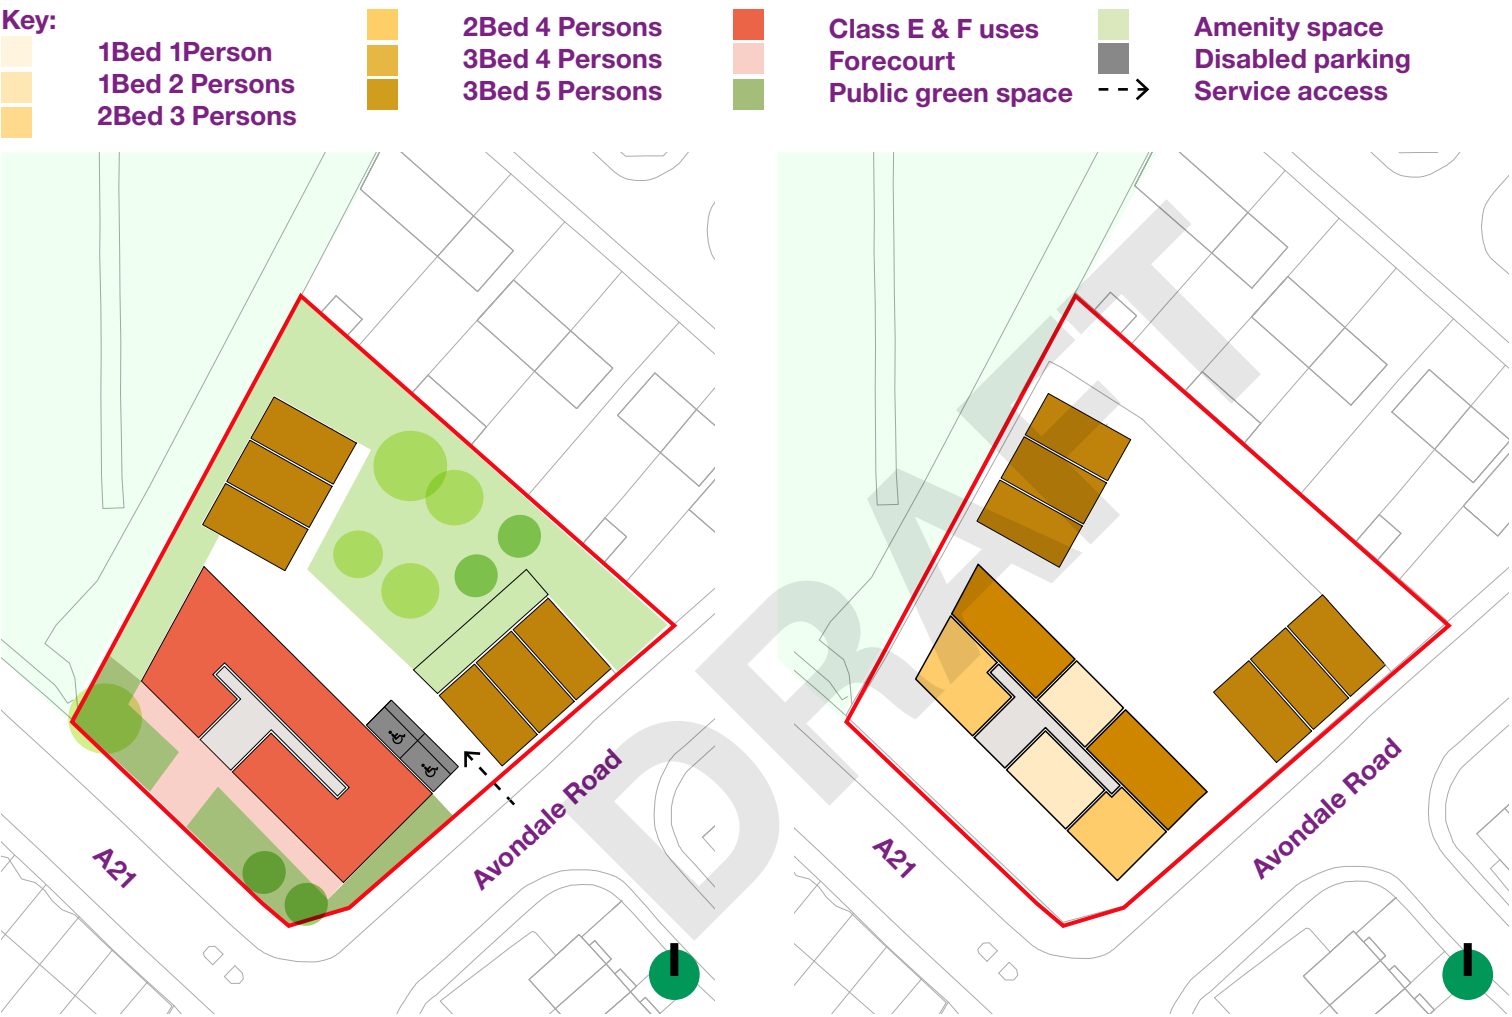 Key:
1Bed 1Person
1Bed 2 Persons
2Bed 3 Persons
2Bed 4 Persons
3Bed 4 Persons
3Bed 5 Persons
Class E & F uses
Forecourt
Public green space
Amenity space
Disabled parking
Service access
A21
Avondale Road
A21
Avondale Road
DRAFT